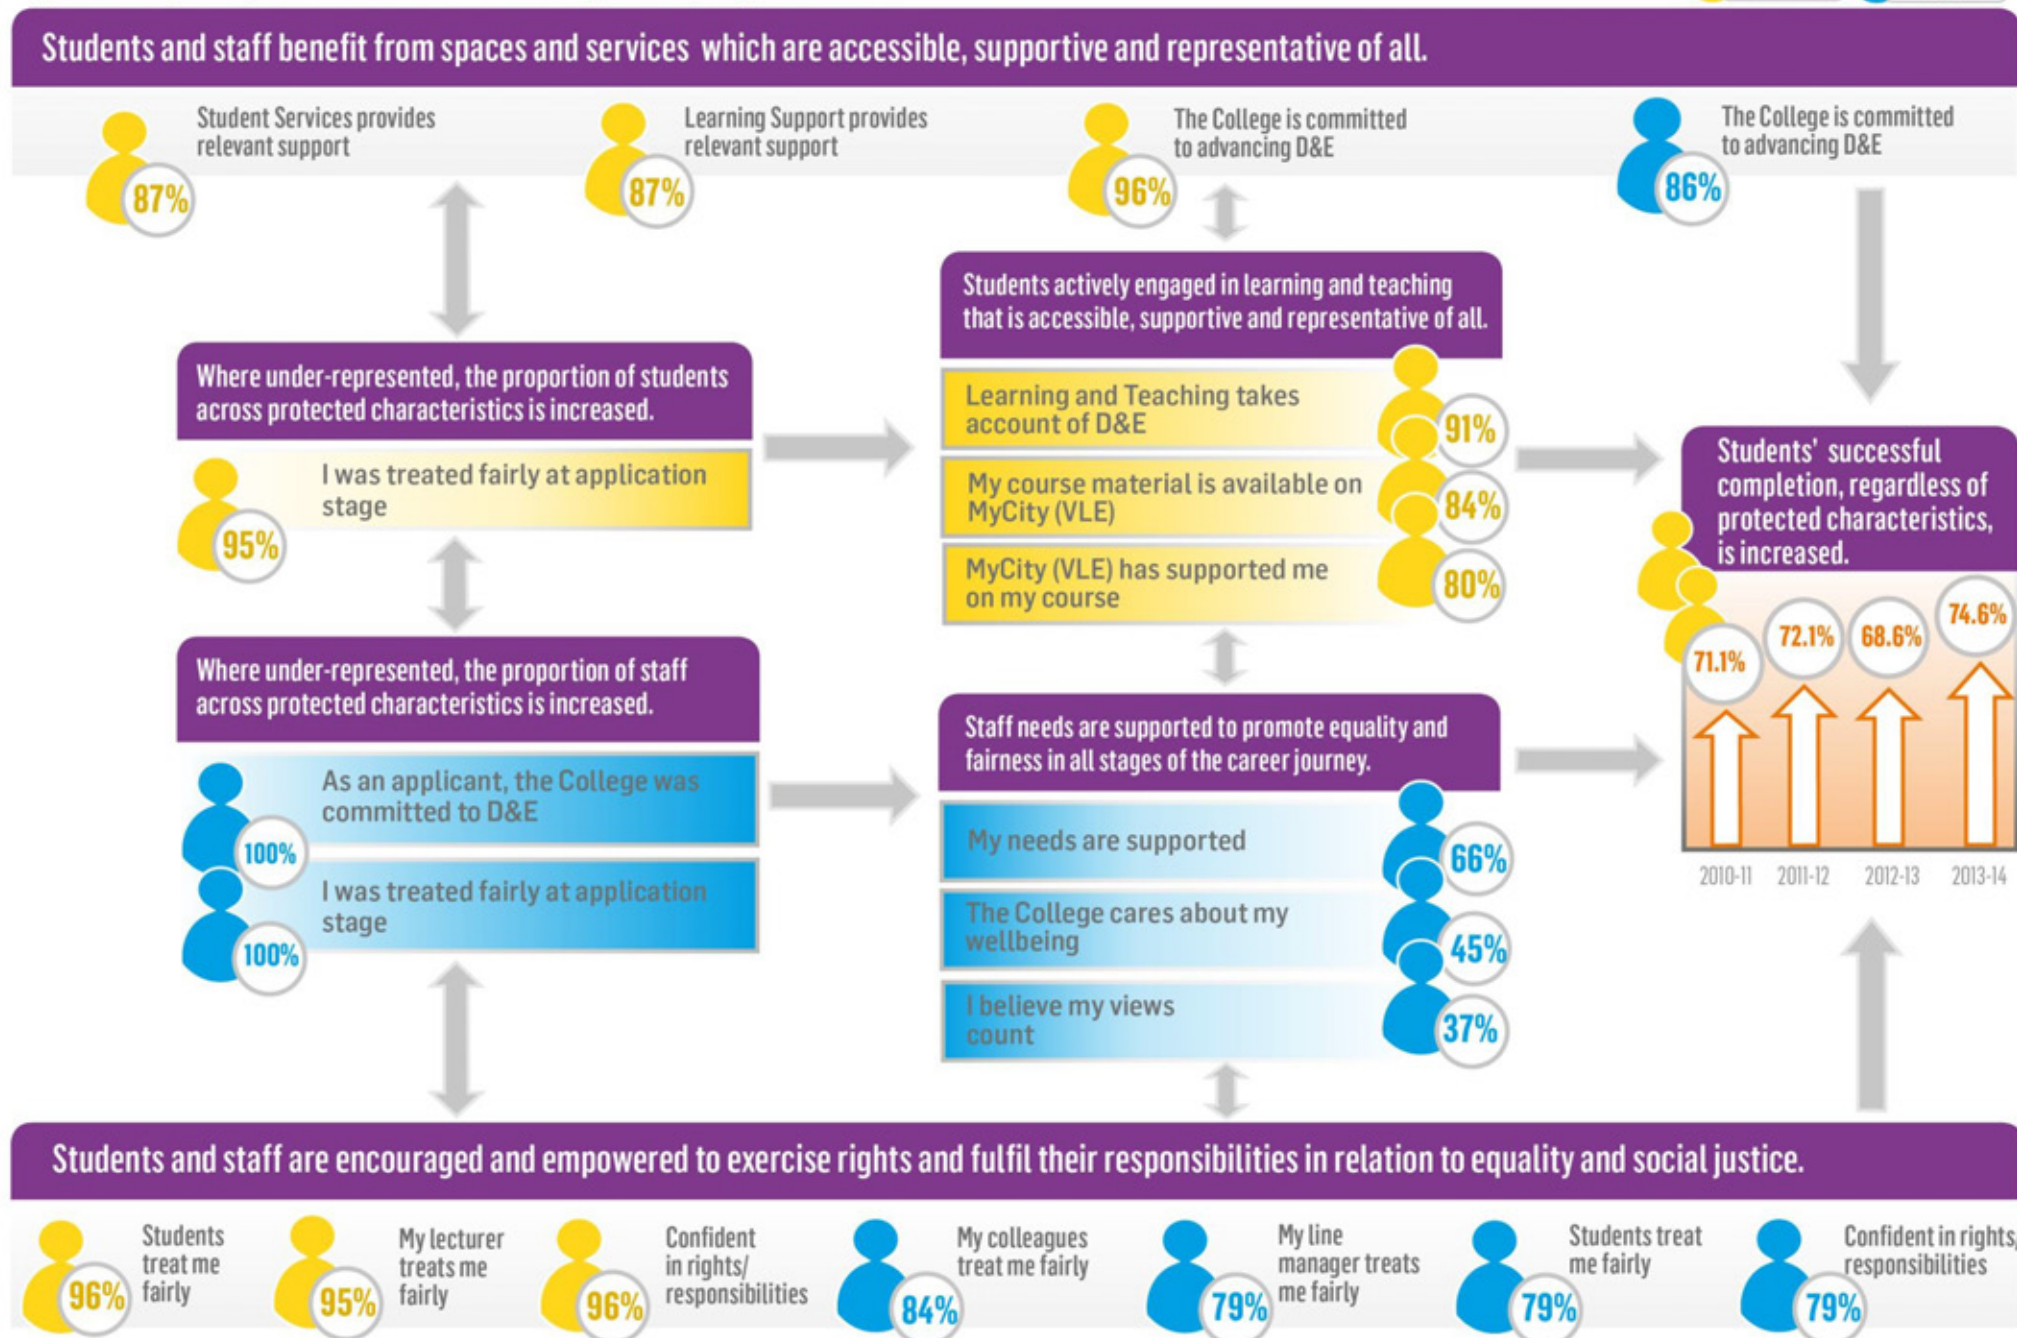 Students and staff benefit from spaces and services which are accessible, supportive and representative of all.
Student Services provides
relevant support
87%
Learning Support provides
relevant support
87%
The College is committed
to advancing D&E
96%
The College is committed
to advancing D&E
86%
Where under-represented, the proportion of students
across protected characteristics is increased.
I was treated fairly at application
stage
95%
Students actively engaged in learning and teaching
that is accessible, supportive and representative of all.
Learning and Teaching takes
account of D&E
91%
My course material is available on
MyCity (VLE)
84%
MyCity (VLE) has supported me
on my course
80%
Where under-represented, the proportion of staff
across protected characteristics is increased.
As an applicant, the College was
committed to D&E
100%
I was treated fairly at application
stage
100%
Staff needs are supported to promote equality and
fairness in all stages of the career journey.
My needs are supported
66%
The College cares about my
wellbeing
45%
I believe my views
count
37%
Students' successful
completion, regardless of
protected characteristics,
is increased.
71.1%
72.1%
68.6%
74.6%
2010-11
2011-12
2012-13
2013-14
Students and staff are encouraged and empowered to exercise rights and fulfil their responsibilities in relation to equality and social justice.
Students
treat me
fairly
96%
My lecturer
treats me
fairly
95%
Confident
in rights/
responsibilities
96%
My colleagues
treat me fairly
84%
My line
manager treats
me fairly
79%
Students treat
me fairly
79%
Confident in rights/
responsibilities
79%